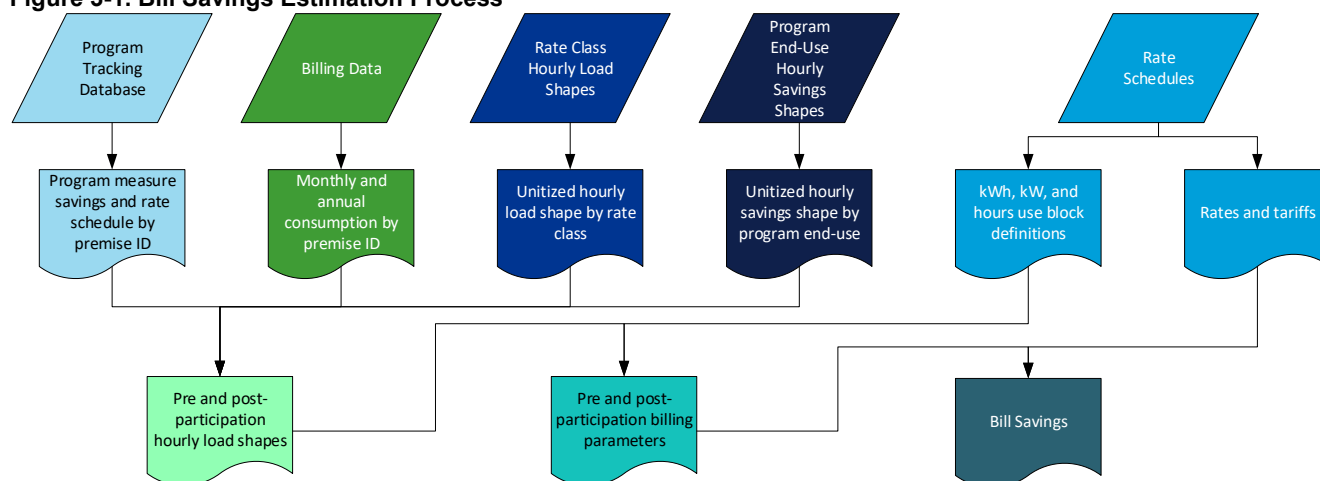 Figure 3-1. Bill Savings Estimation Process
Program
Tracking
Database
Billing Data
Rate Class
Hourly Load
Shapes
Program
End-Use
Hourly
Savings
Shapes
Rate
Schedules
Program measure
savings and rate
schedule by
premise ID
Monthly and
annual
consumption by
premise ID
Unitized hourly
load shape by rate
class
Unitized hourly
savings shape by
program end-use
kWh, kW, and
hours use block
definitions
Rates and tariffs
Pre and post-
participation
hourly load shapes
Pre and post-
participation billing
parameters
Bill Savings